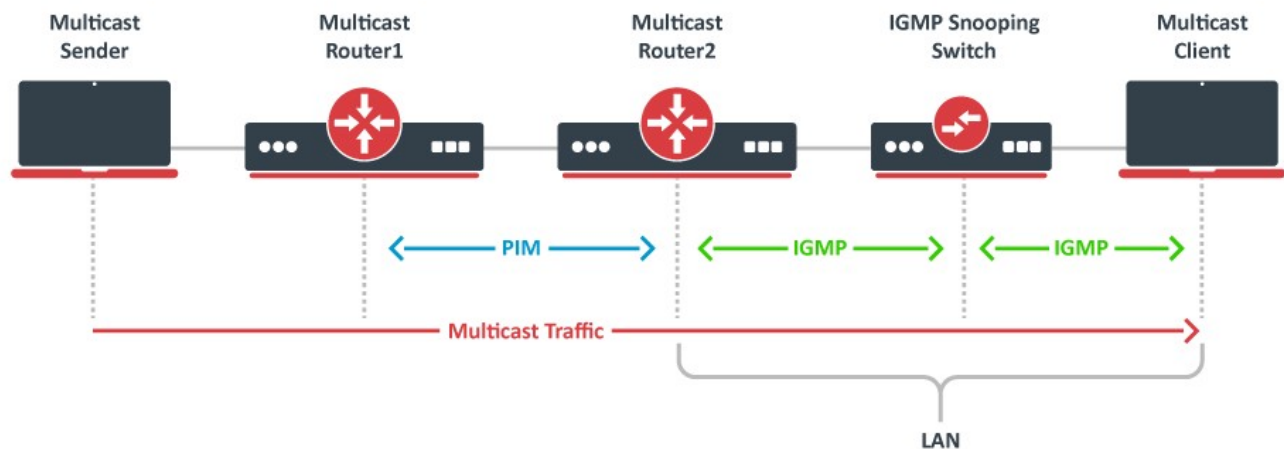 Multicast
Sender
Multicast
Router1
Multicast
Router2
IGMP Snooping
Switch
Multicast
Client
PIM
IGMP
IGMP
Multicast Traffic
LAN